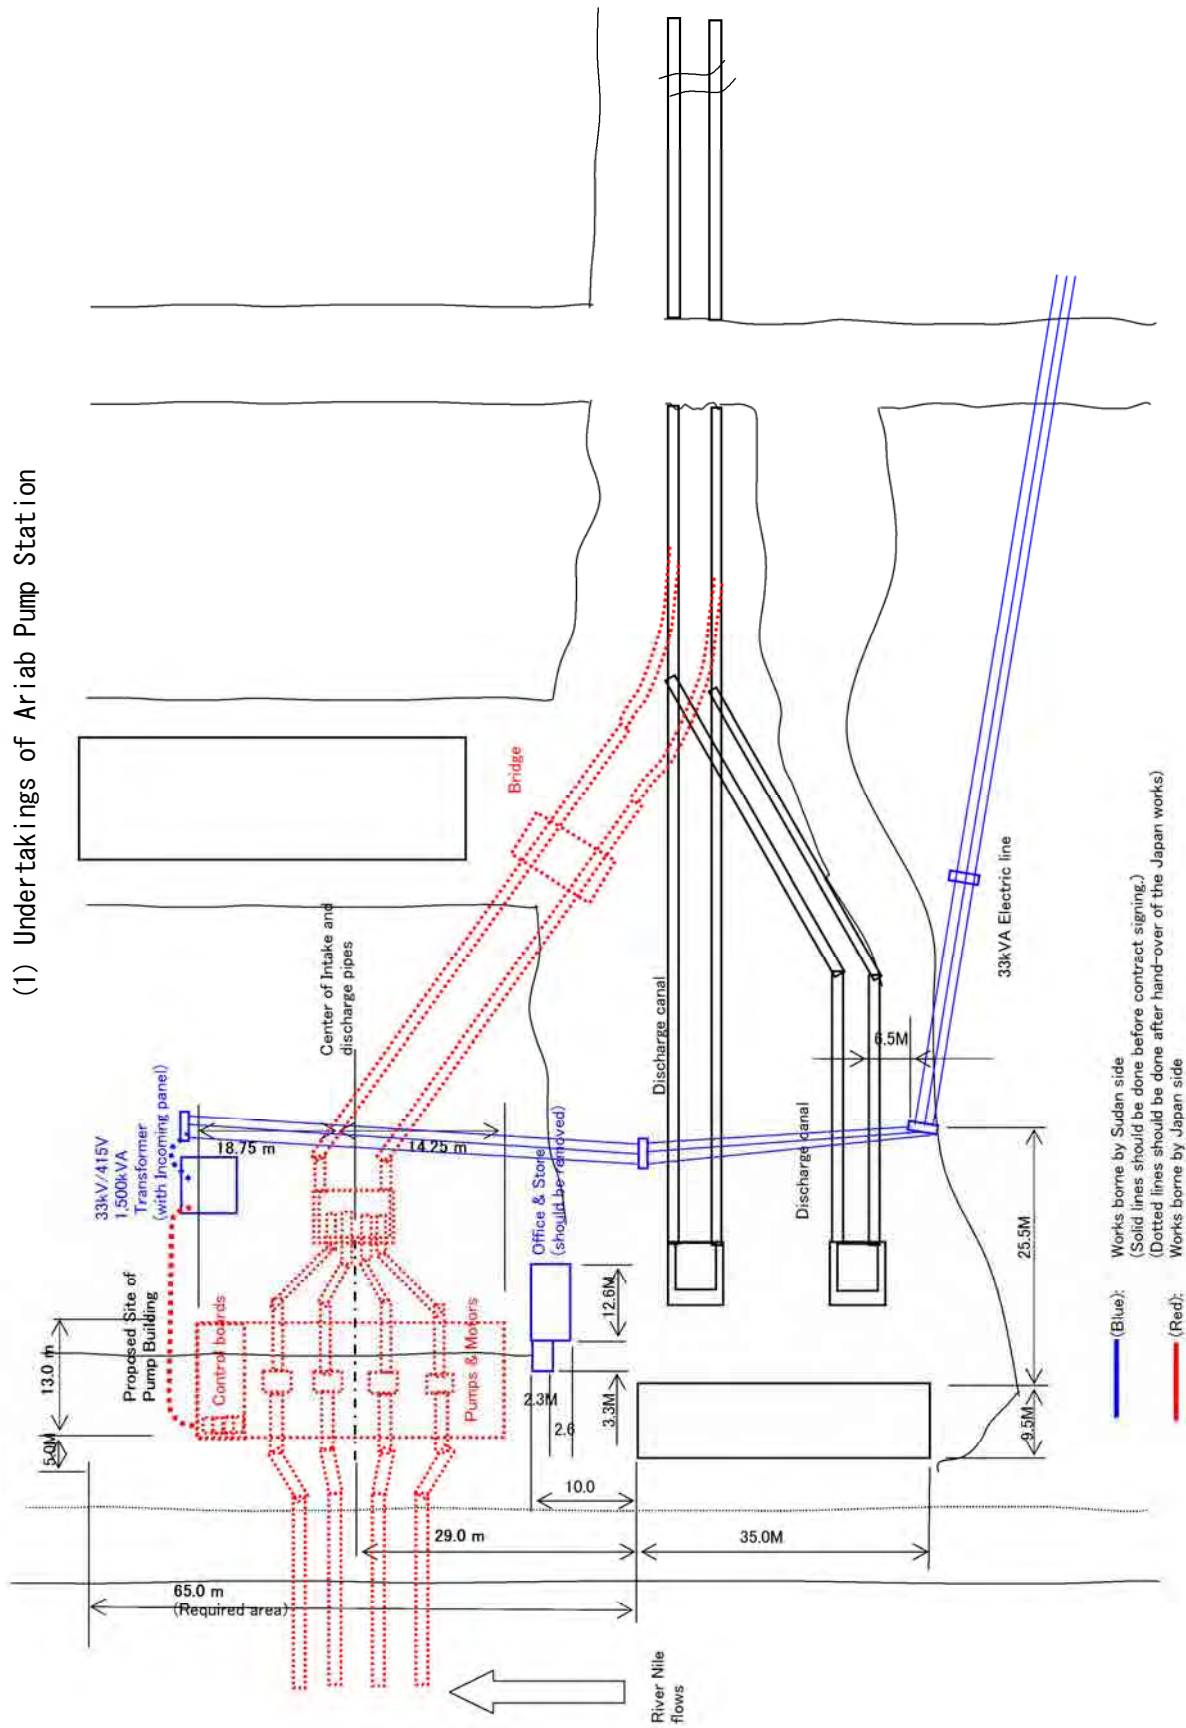 (1) Undertakings of Ariab Pump Station
33kV/415V
1,500kVA
Transformer
(with Incoming panel)
Center of Intake and
discharge pipes
Bridge
18.75 m
14.25 m
Proposed Site of
Pump Building
Control boards
Pumps & Motors
13.0 m
5.0M
Office & Store
(should be removed)
12.6M
2.3M
2.6
3.3M
10.0
29.0 m
35.0M
65.0 m
(Required area)
Discharge canal
Discharge canal
6.5M
33kVA Electric line
25.5M
9.5M
River Nile
flows
(Blue):
Works borne by Sudan side
(Solid lines should be done before contract signing.)
(Dotted lines should be done after hand-over of the Japan works)
(Red):
Works borne by Japan side